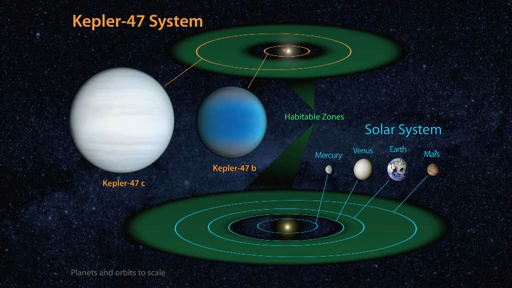 Kepler-47 System
Habitable Zones
Solar System
Mercury
Venus
Earth
Mars
Kepler-47 c
Kepler-47 b
Planets and orbits to scale